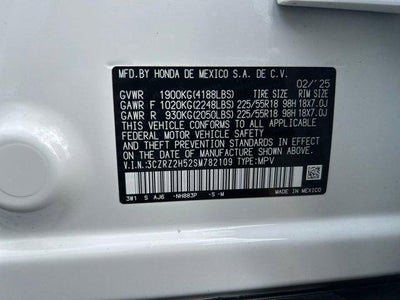 MFD.BY HONDA DE MEXICO S.A. DE C.V.
02/'25
GVWR 1900KG(4188LBS) TIRE SIZE RIM SIZE
GAWR F 1020KG(2248LBS) 225/55R18 98H 18X7.0J
GAWR R 930KG(2050LBS) 225/55R18 98H 18X7.0J
THIS VEHICLE CONFORMS TO ALL APPLICABLE
FEDERAL MOTOR VEHICLE SAFETY AND THEFT
PREVENTION STANDARDS IN EFFECT ON THE DATE
OF MANUFACTURE SHOWN ABOVE.
V.I.N.:3CZRZ2H52SM782109 TYPE:MPV
3W1 S AJ6 -NH883P -S -M
MADE IN MEXICO